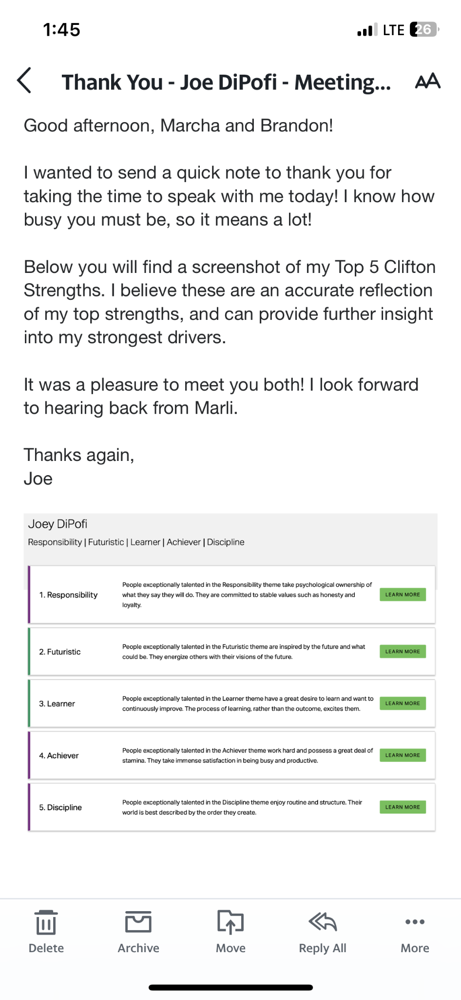 1:45
LTE 26
Thank You - Joe DiPofi - Meeting...
AA
Good afternoon, Marcha and Brandon!
I wanted to send a quick note to thank you for
taking the time to speak with me today! I know how
busy you must be, so it means a lot!
Below you will find a screenshot of my Top 5 Clifton
Strengths. I believe these are an accurate reflection
of my top strengths, and can provide further insight
into my strongest drivers.
It was a pleasure to meet you both! I look forward
to hearing back from Marli.
Thanks again,
Joe
Joey DiPofi
Responsibility | Futuristic | Learner | Achiever | Discipline
1. Responsibility
People exceptionally talented in the Responsibility theme take psychological ownership of
what they say they will do. They are committed to stable values such as honesty and
loyalty.
LEARN MORE
2. Futuristic
People exceptionally talented in the Futuristic theme are inspired by the future and what
could be. They energize others with their visions of the future.
LEARN MORE
3. Learner
People exceptionally talented in the Learner theme have a great desire to learn and want to
continuously improve. The process of learning, rather than the outcome, excites them.
LEARN MORE
4. Achiever
People exceptionally talented in the Achiever theme work hard and possess a great deal of
stamina. They take immense satisfaction in being busy and productive.
LEARN MORE
5. Discipline
People exceptionally talented in the Discipline theme enjoy routine and structure. Their
world is best described by the order they create.
LEARN MORE
Delete
Archive
Move
Reply All
More